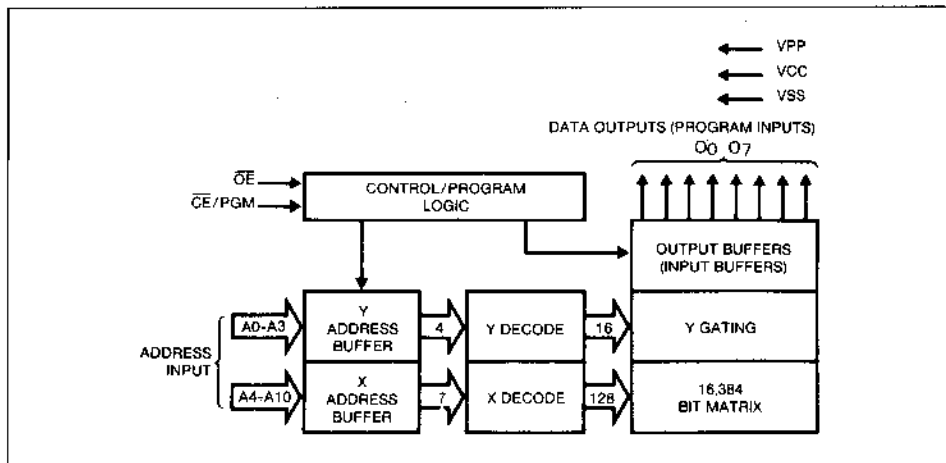 VPP
VCC
VSS
DATA OUTPUTS (PROGRAM INPUTS)
O0 O7
OE
CE/PGM
CONTROL/PROGRAM
LOGIC
OUTPUT BUFFERS
(INPUT BUFFERS)
ADDRESS
INPUT
A0-A3
Y
ADDRESS
BUFFER
4
Y DECODE
16
Y GATING
A4-A10
X
ADDRESS
BUFFER
7
X DECODE
128
16,384
BIT MATRIX